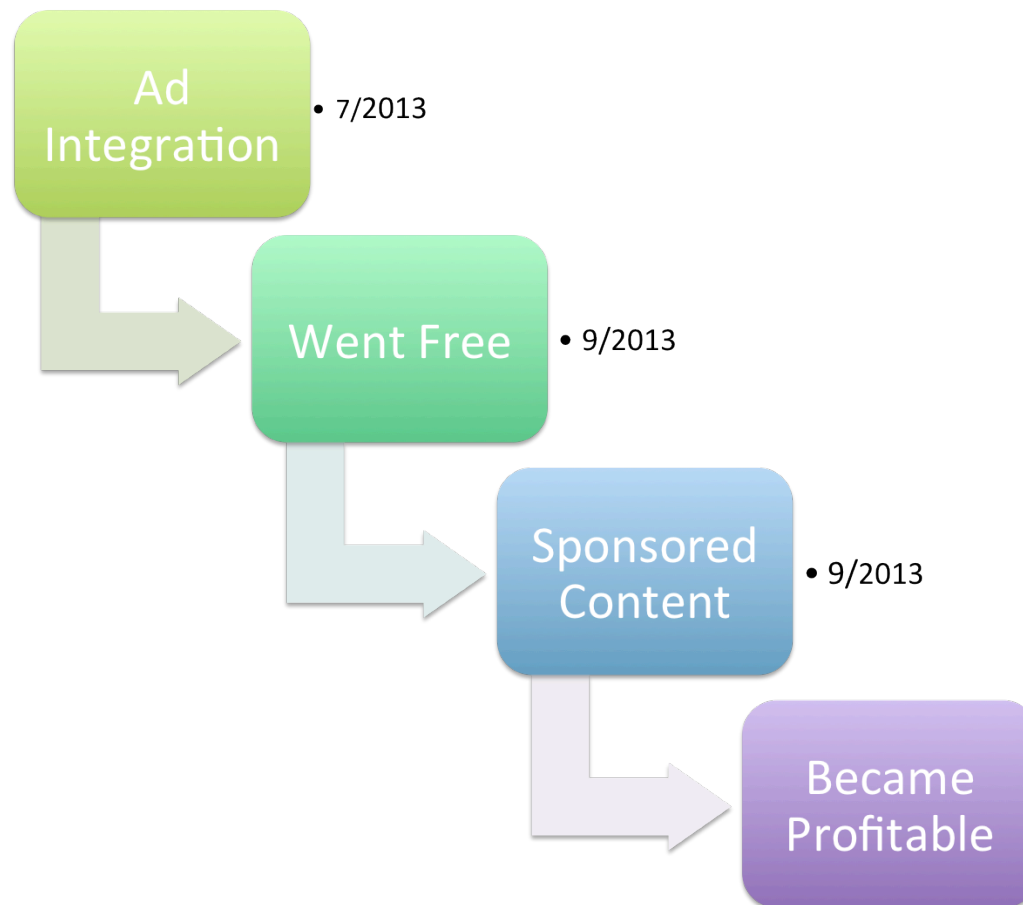 Ad
Integration
• 7/2013
Went Free
• 9/2013
Sponsored
Content
• 9/2013
Became
Profitable